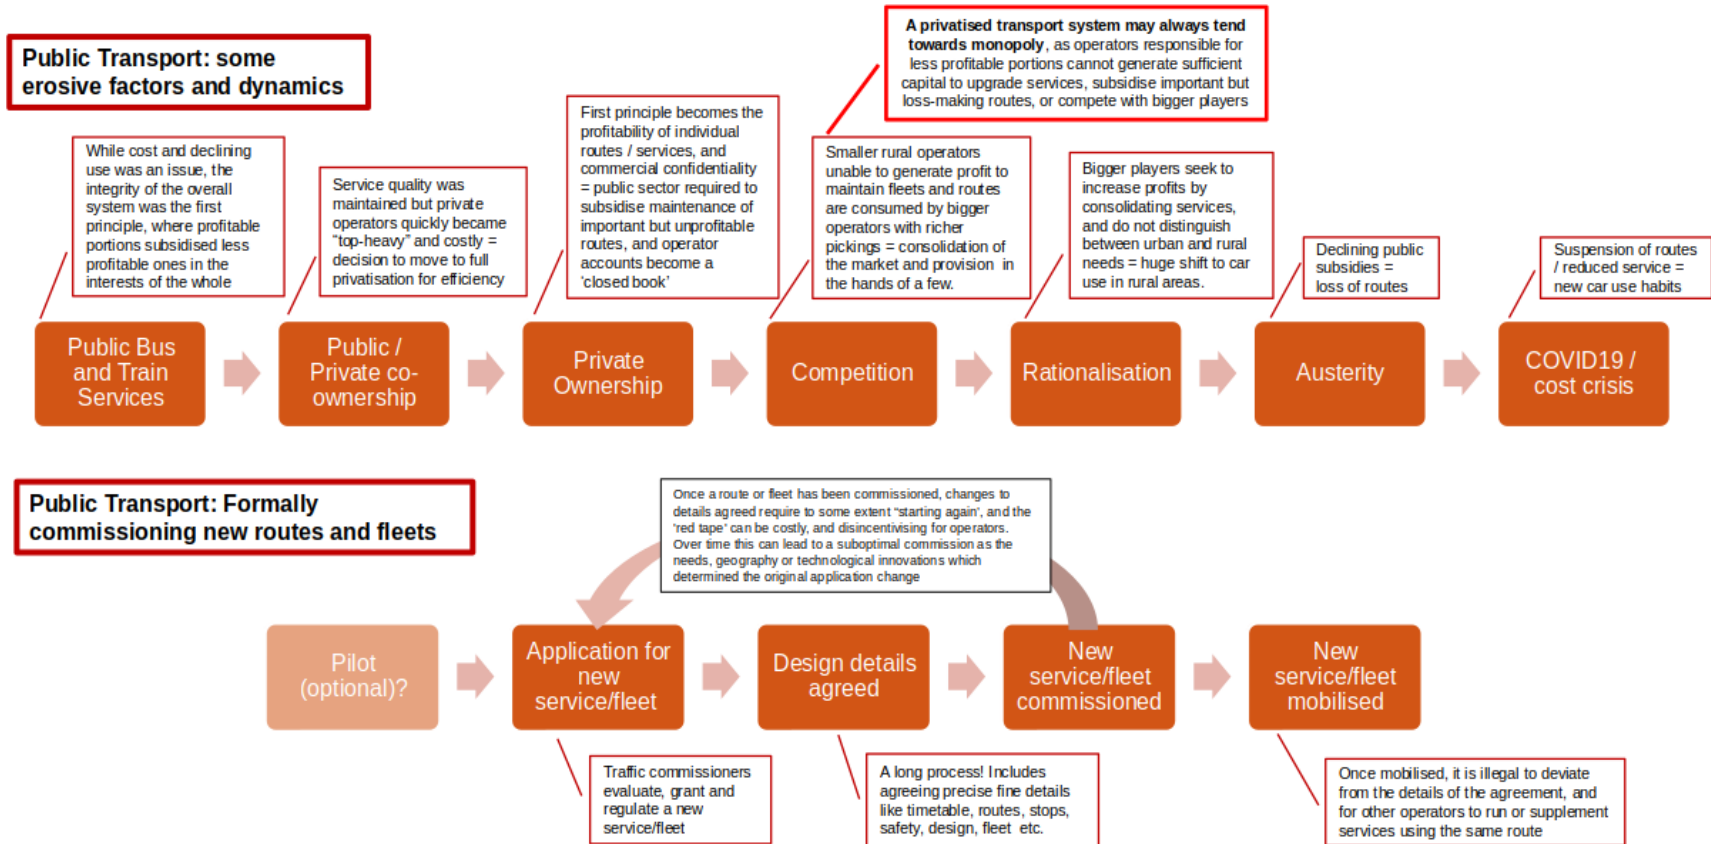 Public Transport: some
erosive factors and dynamics
A privatised transport system may always tend
towards monopoly, as operators responsible for
less profitable portions cannot generate sufficient
capital to upgrade services, subsidise important but
loss-making routes, or compete with bigger players
While cost and declining
use was an issue, the
integrity of the overall
system was the first
principle, where profitable
portions subsidised less
profitable ones in the
interests of the whole
Service quality was
maintained but private
operators quickly became
“top-heavy” and costly =
decision to move to full
privatisation for efficiency
First principle becomes the
profitability of individual
routes / services, and
commercial confidentiality
= public sector required to
subsidise maintenance of
important but unprofitable
routes, and operator
accounts become a
‘closed book’
Smaller rural operators
unable to generate profit to
maintain fleets and routes
are consumed by bigger
operators with richer
pickings = consolidation of
the market and provision in
the hands of a few.
Bigger players seek to
increase profits by
consolidating services,
and do not distinguish
between urban and rural
needs = huge shift to car
use in rural areas.
Declining public
subsidies =
loss of routes
Suspension of routes
/ reduced service =
new car use habits
Public Bus
and Train
Services
Public /
Private co-
ownership
Private
Ownership
Competition
Rationalisation
Austerity
COVID19 /
cost crisis
Public Transport: Formally
commissioning new routes and fleets
Once a route or fleet has been commissioned, changes to
details agreed require to some extent “starting again’, and the
‘red tape’ can be costly, and disincentivising for operators.
Over time this can lead to a suboptimal commission as the
needs, geography or technological innovations which
determined the original application change
Pilot
(optional)?
Application for
new
service/fleet
Design details
agreed
New
service/fleet
commissioned
New
service/fleet
mobilised
Traffic commissioners
evaluate, grant and
regulate a new
service/fleet
A long process! Includes
agreeing precise fine details
like timetable, routes, stops,
safety, design, fleet etc.
Once mobilised, it is illegal to deviate
from the details of the agreement, and
for other operators to run or supplement
services using the same route